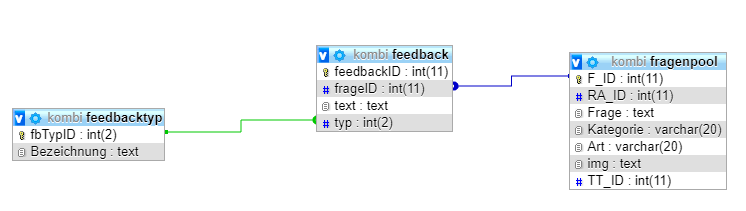 kombi feedbacktyp
fbTypID : int(2)
Bezeichnung : text
kombi feedback
feedbackID : int(11)
frageID : int(11)
text : text
typ : int(2)
kombi fragenpool
F_ID : int(11)
RA_ID : int(11)
Frage : text
Kategorie : varchar(20)
Art : varchar(20)
img : text
TT_ID : int(11)